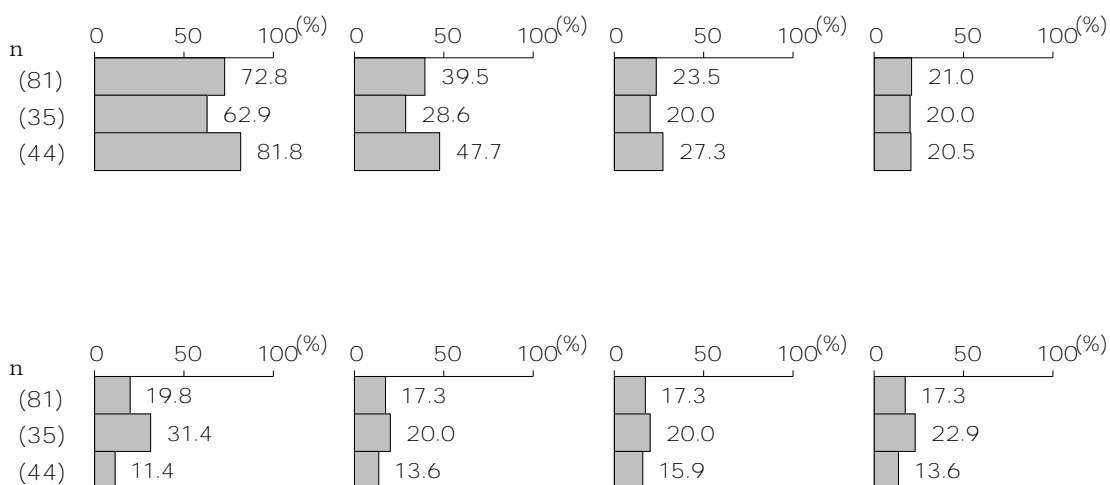 0 50 100(%) 0 50 100(%) 0 50 100(%) 0 50 100(%)
n
(81) 72.8 39.5 23.5 21.0
(35) 62.9 28.6 20.0 20.0
(44) 81.8 47.7 27.3 20.5
0 50 100(%) 0 50 100(%) 0 50 100(%) 0 50 100(%)
n
(81) 19.8 17.3 17.3 17.3
(35) 31.4 20.0 20.0 22.9
(44) 11.4 13.6 15.9 13.6